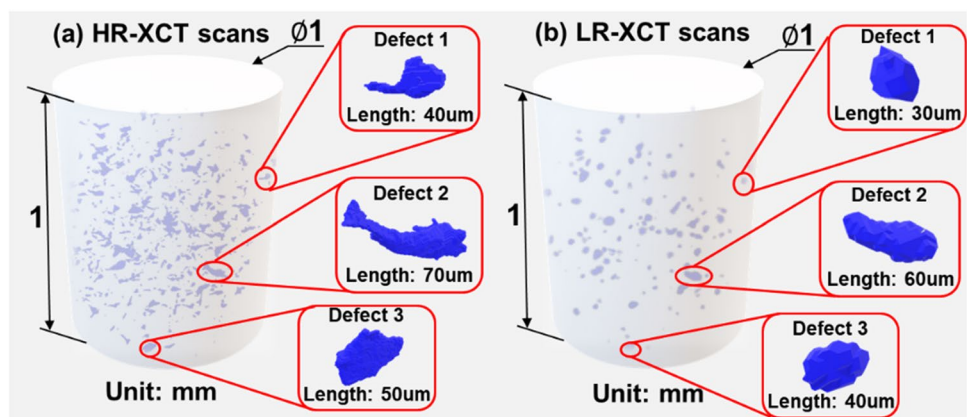 (a) HR-XCT scans
Ø1
Defect 1
Length: 40um
1
Defect 2
Length: 70um
Defect 3
Length: 50um
Unit: mm
(b) LR-XCT scans
Ø1
Defect 1
Length: 30um
1
Defect 2
Length: 60um
Defect 3
Length: 40um
Unit: mm